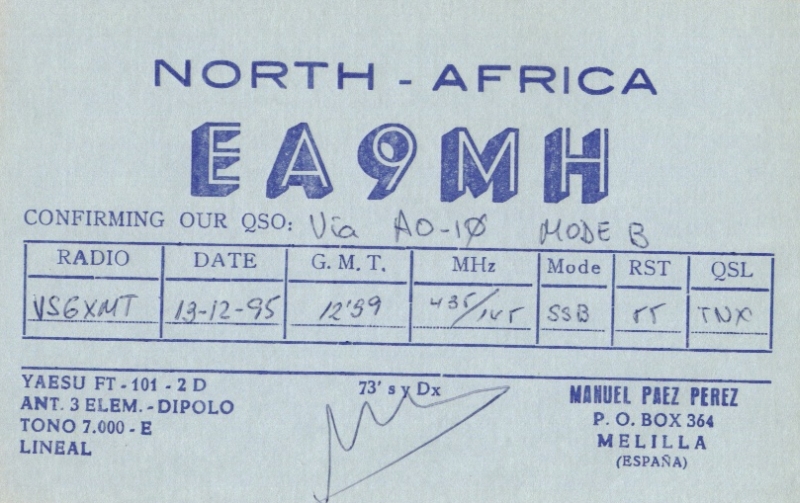 NORTH - AFRICA
EA9MH
CONFIRMING OUR QSO: Via AO-10 MODE B
RADIO DATE G. M. T. MHz Mode RST QSL
VS6XMT 13-12-95 12'59 435/145 SSB 55 TNX
YAESU FT - 101 - 2 D
ANT. 3 ELEM. - DIPOLO
TONO 7.000 - E
LINEAL
73' s y Dx
MANUEL PAEZ PEREZ
P. O. BOX 364
MELILLA
(ESPAÑA)